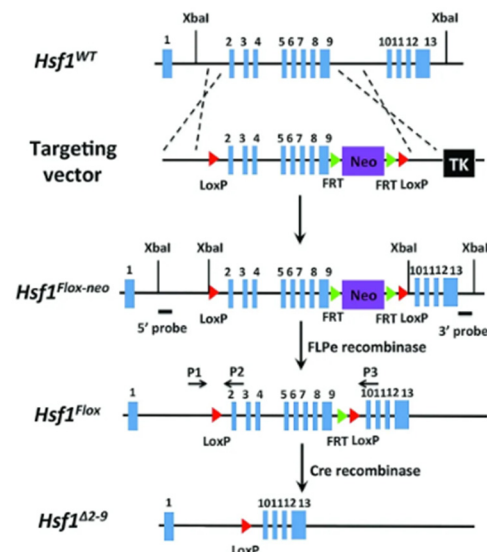 XbaI XbaI
1 2 3 4 5 6 7 8 9 10 11 12 13
Hsf1WT
2 3 4 5 6 7 8 9
Targeting
vector
Neo
TK
LoxP FRT FRT LoxP
XbaI XbaI XbaI XbaI
1 2 3 4 5 6 7 8 9 10 11 12 13
Hsf1Flox-neo
Neo
LoxP FRT FRT
5' probe 3' probe
FLPe recombinase
P1 P2 P3
1 2 3 4 5 6 7 8 9 10 11 12 13
Hsf1Flox
LoxP FRT LoxP
Cre recombinase
1 10 11 12 13
Hsf1Δ2-9
LoxP